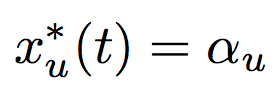 x_u^*(t) = α_u